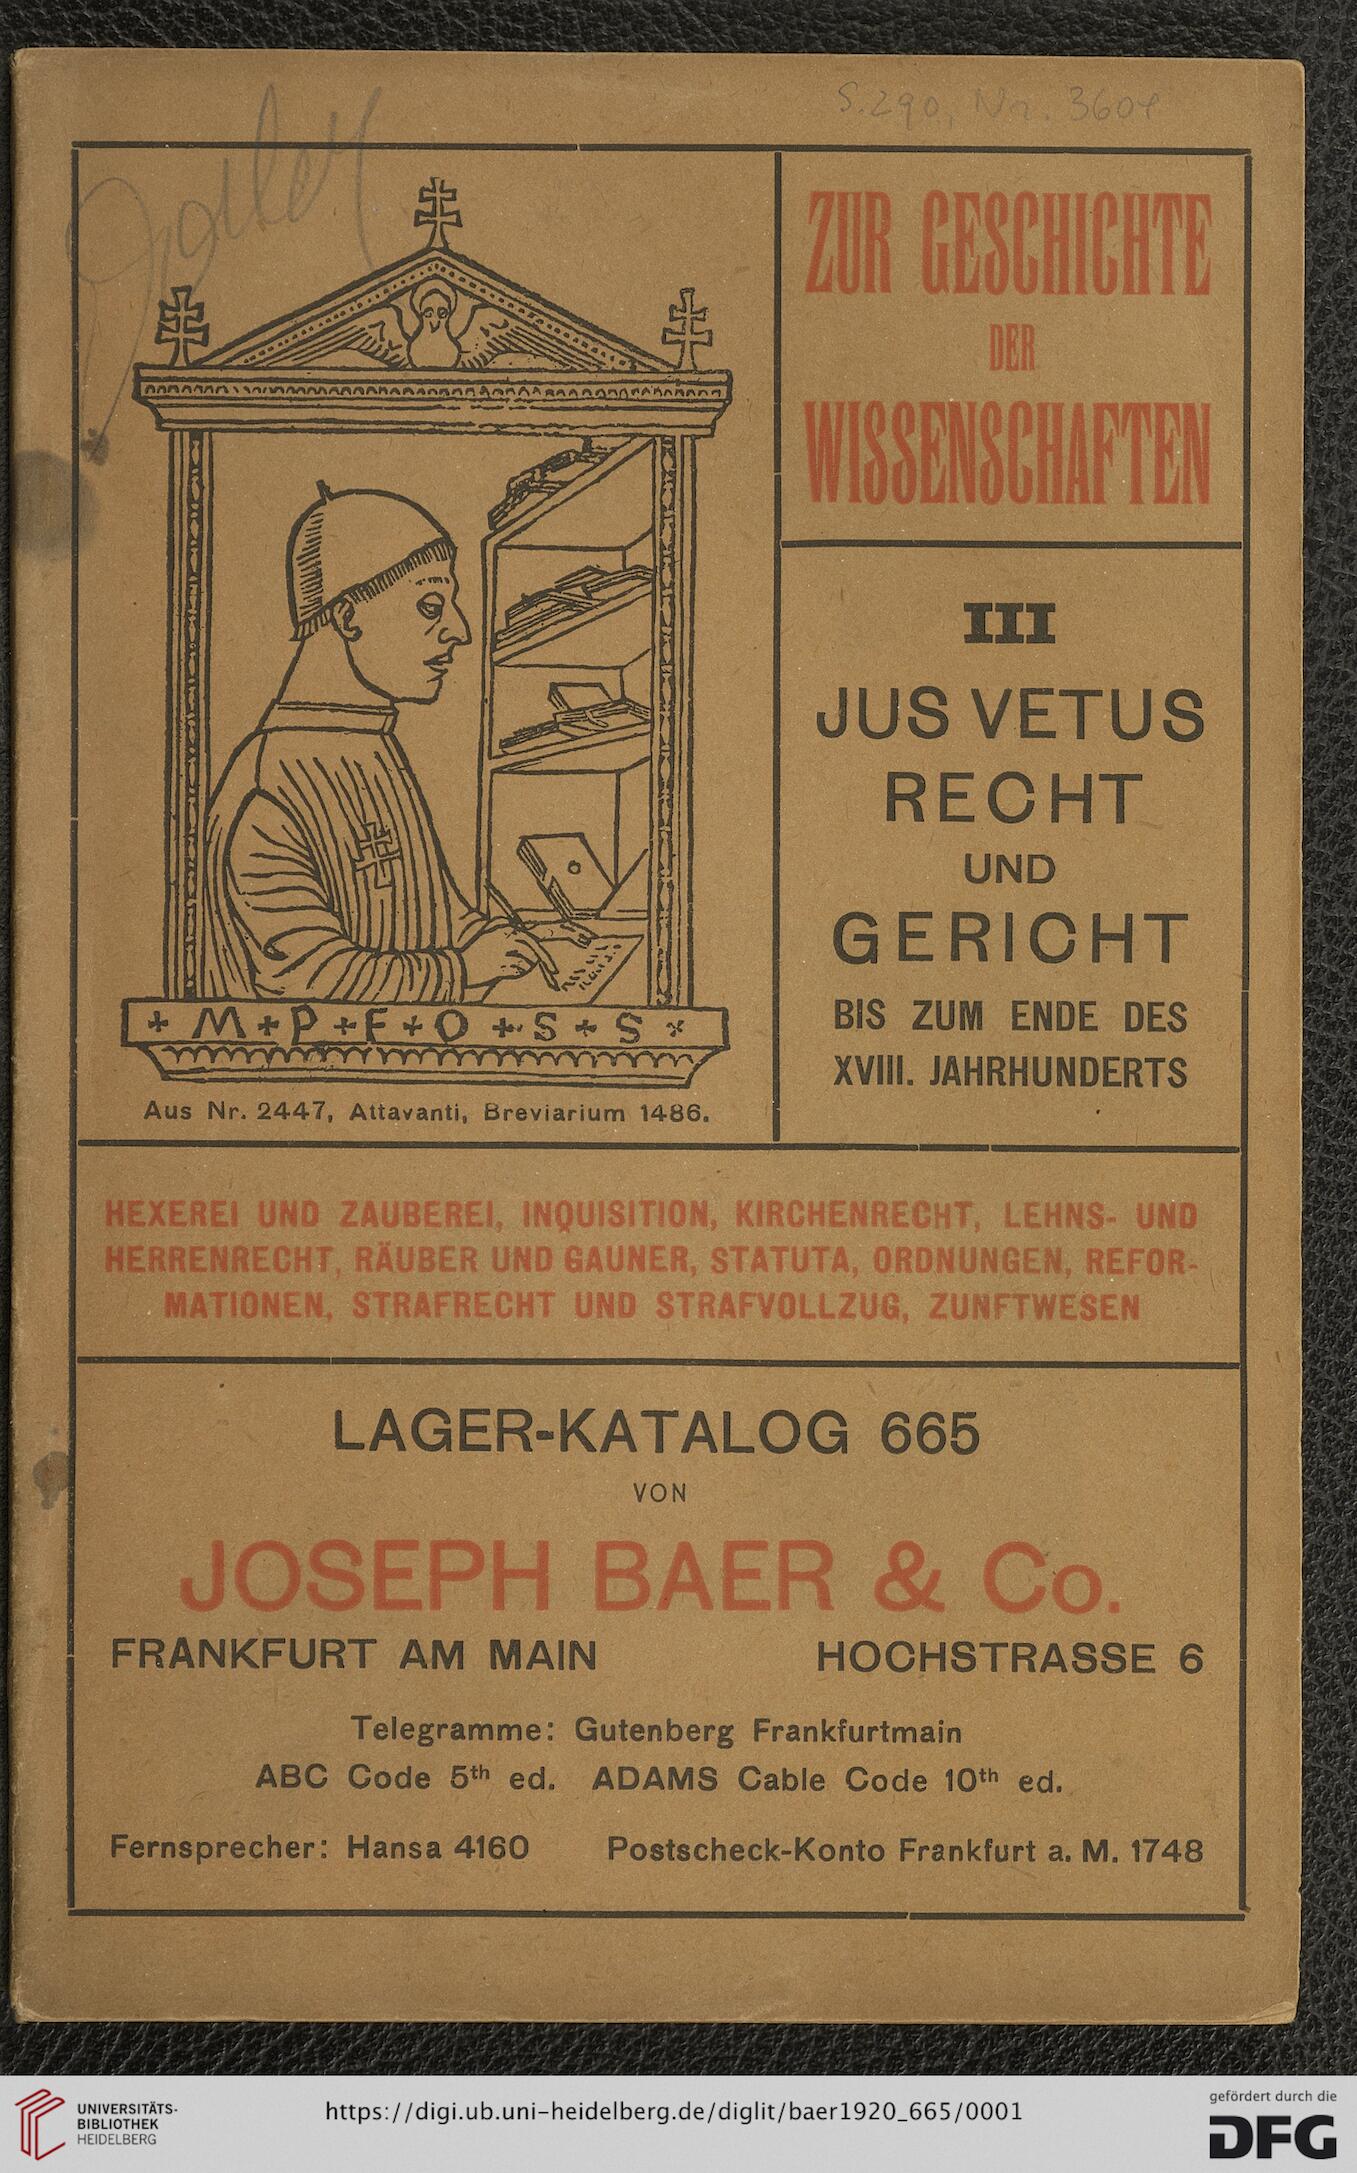 S. 290, Nr. 3604
ZUR GESCHICHTE
DER
WISSENSCHAFTEN
III
JUS VETUS
RECHT
UND
GERICHT
BIS ZUM ENDE DES
XVIII. JAHRHUNDERTS
+ M + P + F + O + S + S +
Aus Nr. 2447, Attavanti, Breviarium 1486.
HEXEREI UND ZAUBEREI, INQUISITION, KIRCHENRECHT, LEHNS- UND
HERRENRECHT, RÄUBER UND GAUNER, STATUTA, ORDNUNGEN, REFOR-
MATIONEN, STRAFRECHT UND STRAFVOLLZUG, ZUNFTWESEN
LAGER-KATALOG 665
VON
JOSEPH BAER & Co.
FRANKFURT AM MAIN HOCHSTRASSE 6
Telegramme: Gutenberg Frankfurtmain
ABC Code 5th ed. ADAMS Cable Code 10th ed.
Fernsprecher: Hansa 4160 Postscheck-Konto Frankfurt a. M. 1748
UNIVERSITÄTS-
BIBLIOTHEK
HEIDELBERG
https://digi.ub.uni-heidelberg.de/diglit/baer1920_665/0001
gefördert durch die
DFG